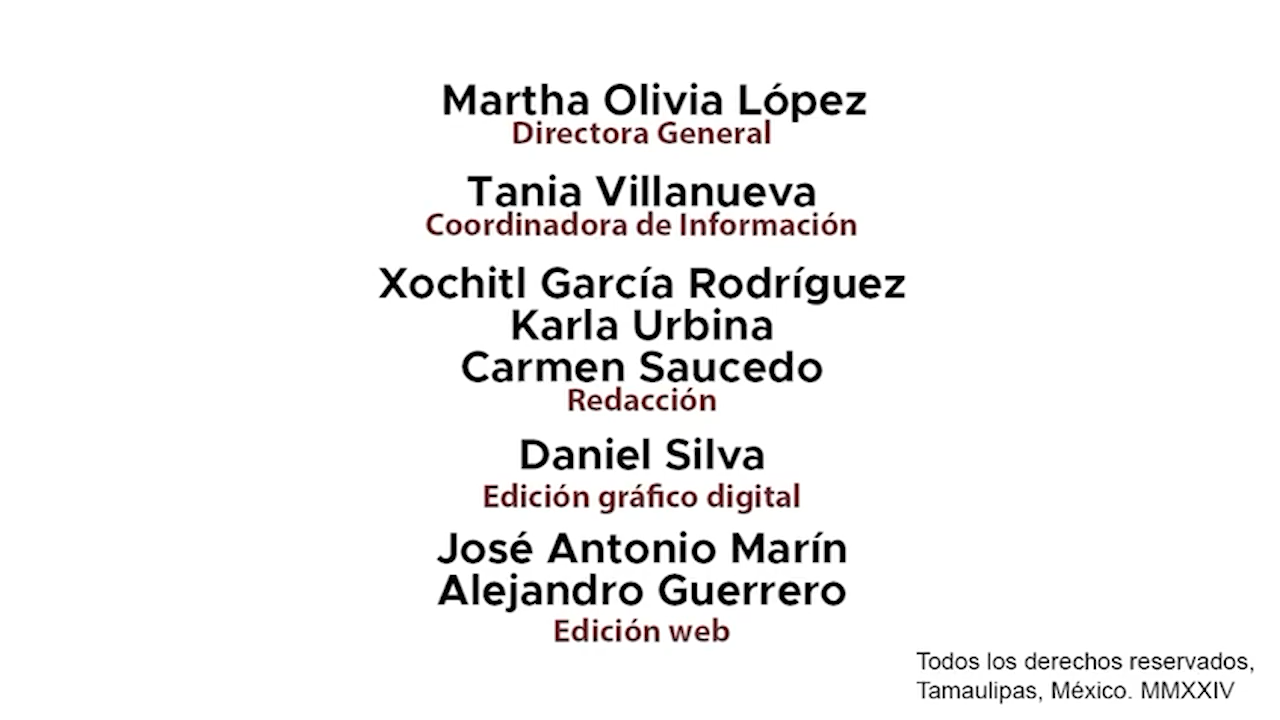 Martha Olivia López
Directora General
Tania Villanueva
Coordinadora de Información
Xochitl García Rodríguez
Karla Urbina
Carmen Saucedo
Redacción
Daniel Silva
Edición gráfico digital
José Antonio Marín
Alejandro Guerrero
Edición web
Todos los derechos reservados,
Tamaulipas, México. MMXXIV